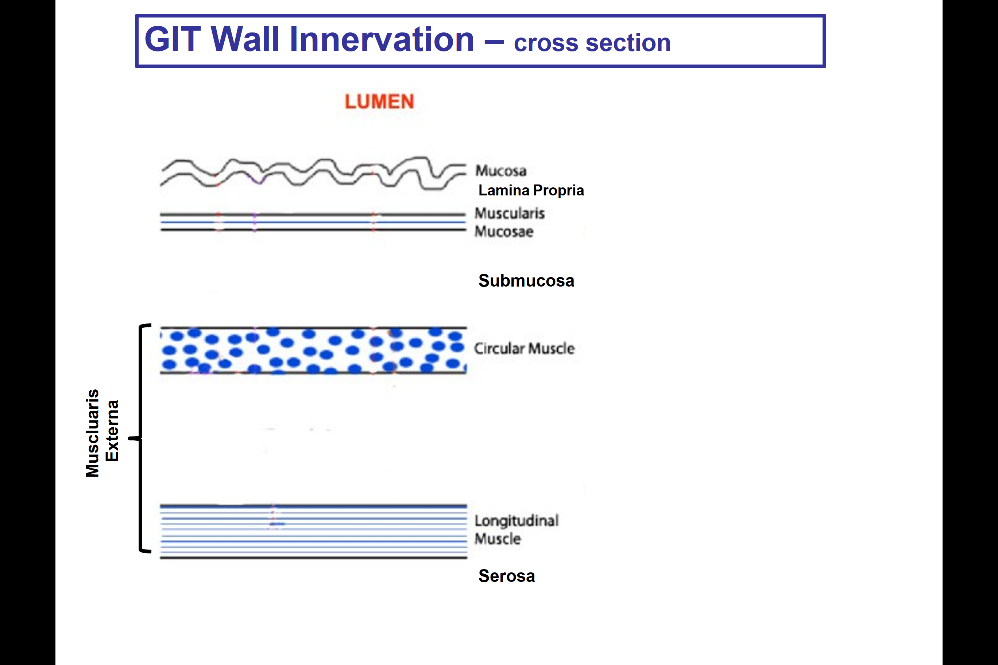 GIT Wall Innervation – cross section
LUMEN
Mucosa
Lamina Propria
Muscularis
Mucosae
Submucosa
Circular Muscle
Muscluaris
Externa
Longitudinal
Muscle
Serosa